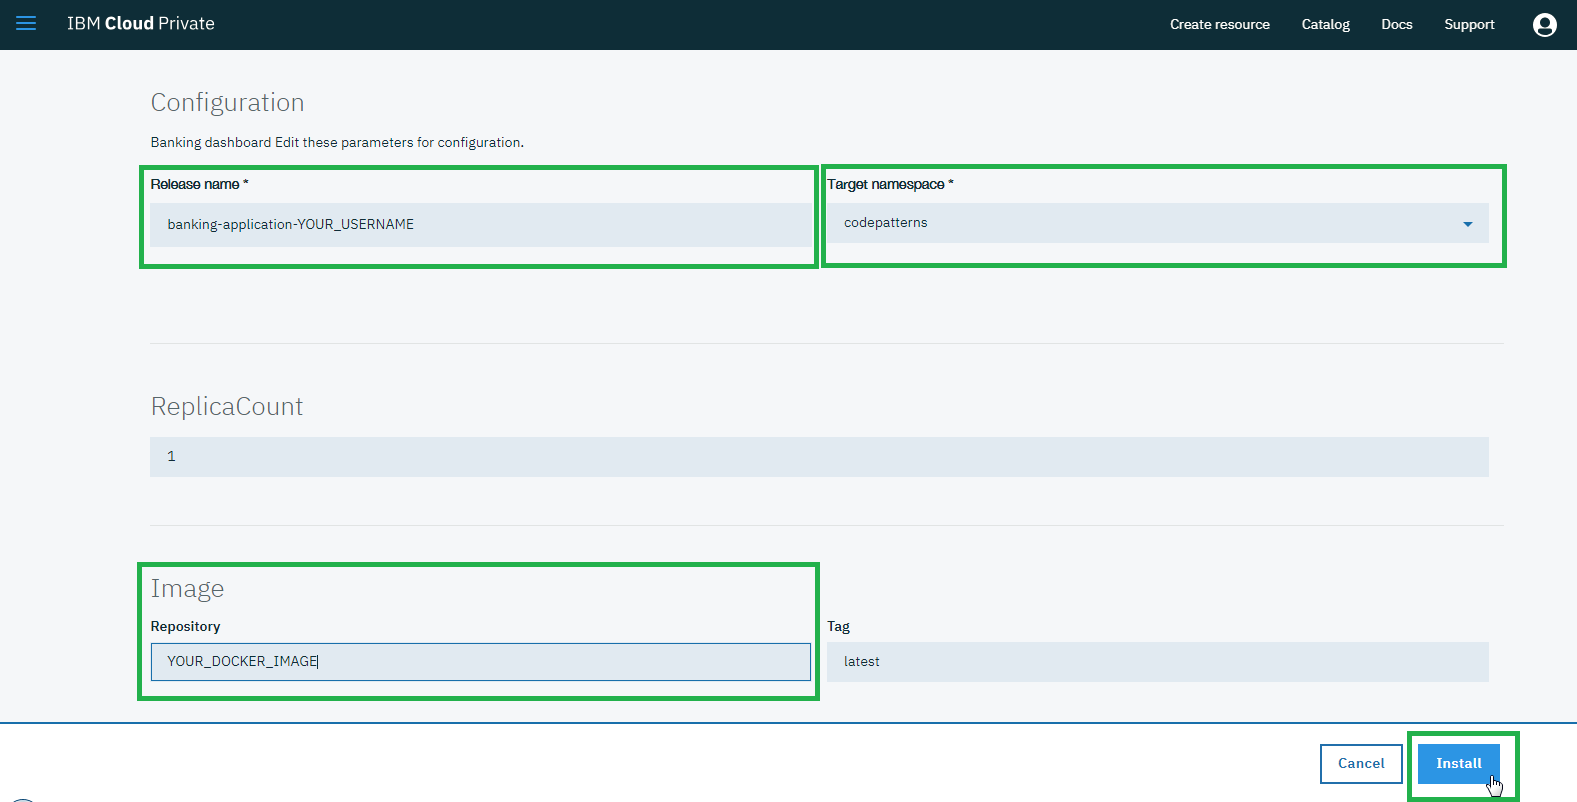 IBM Cloud Private
Create resource
Catalog
Docs
Support
Configuration
Banking dashboard Edit these parameters for configuration.
Release name *
Target namespace *
banking-application-YOUR_USERNAME
codepatterns
ReplicaCount
1
Image
Repository
Tag
YOUR_DOCKER_IMAGE
latest
Cancel
Install